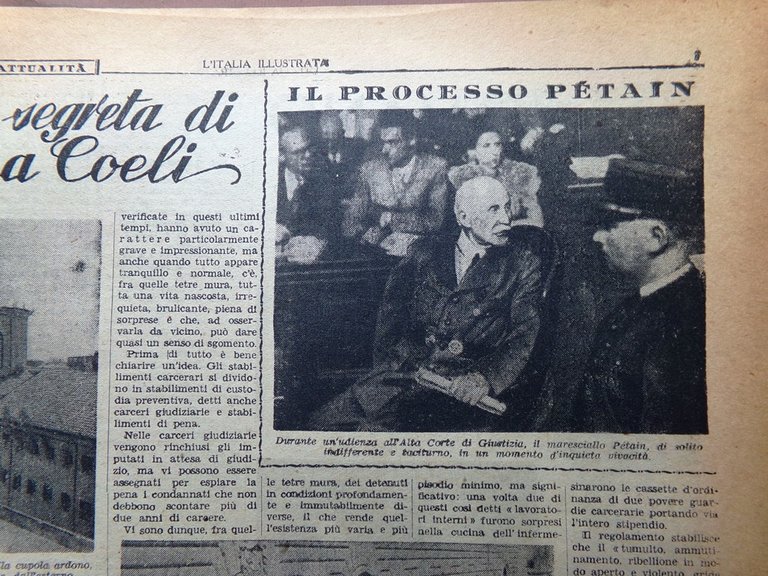 ATTUALITÀ
L'ITALIA ILLUSTRATA
segreta di
a Coeli
verificate in questi ultimi
tempi, hanno avuto un ca-
rattere particolarmente
grave e impressionante, ma
anche quando tutto appare
tranquillo e normale, c'è,
fra quelle tetre mura, tut-
ta una vita nascosta, irre-
quieta, brulicante, piena di
sorprese e che, ad osser-
varla da vicino, può dare
quasi un senso di sgomento.
Prima di tutto è bene
chiarire un'idea. Gli stabi-
limenti carcerari si divido-
no in stabilimenti di custo-
dia preventiva, detti anche
carceri giudiziarie e stabi-
limenti di pena.
Nelle carceri giudiziarie
vengono rinchiusi gli im-
putati in attesa di giudi-
zio, ma vi possono essere
assegnati per espiare la
pena i condannati che non
debbono scontare più di
due anni di carcere.
Vi sono dunque, fra quel-
IL PROCESSO PÉTAIN
Durante un'udienza all'Alta Corte di Giustizia, il maresciallo Pétain, di solito
indifferente e taciturno, in un momento d'inquieta vivacità.
le tetre mura, dei detenuti
in condizioni profondamen-
te e immutabilmente di-
verse, il che rende quel-
l'esistenza più varia e più
pisodio minimo, ma signi-
ficativo: una volta due di
questi così detti « lavorato-
ri interni » furono sorpresi
nella cucina dell'inferme-
sinarono le cassette d'ordi-
nanza di due povere guar-
die carcerarie portando via
l'intero stipendio.
Il regolamento stabilisce
che il « tumulto, ammuti-
namento, ribellione in mo-
do aperto e violento
lla cupola ardono,
dall'esterno